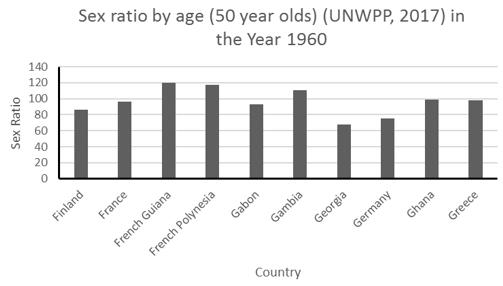 Sex ratio by age (50 year olds) (UNWPP, 2017) in
the Year 1960
140
120
100
80
60
40
20
0
Sex Ratio
Finland
France
French Guiana
French Polynesia
Gabon
Gambia
Georgia
Germany
Ghana
Greece
Country